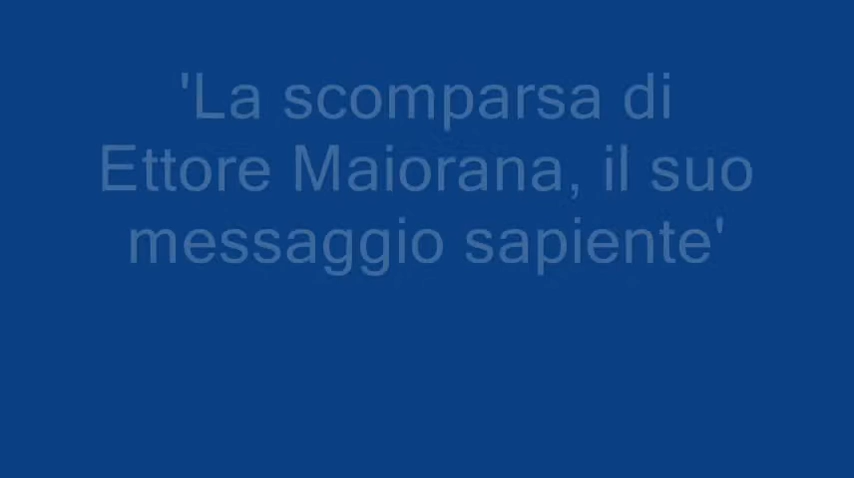 'La scomparsa di
Ettore Maiorana, il suo
messaggio sapiente'